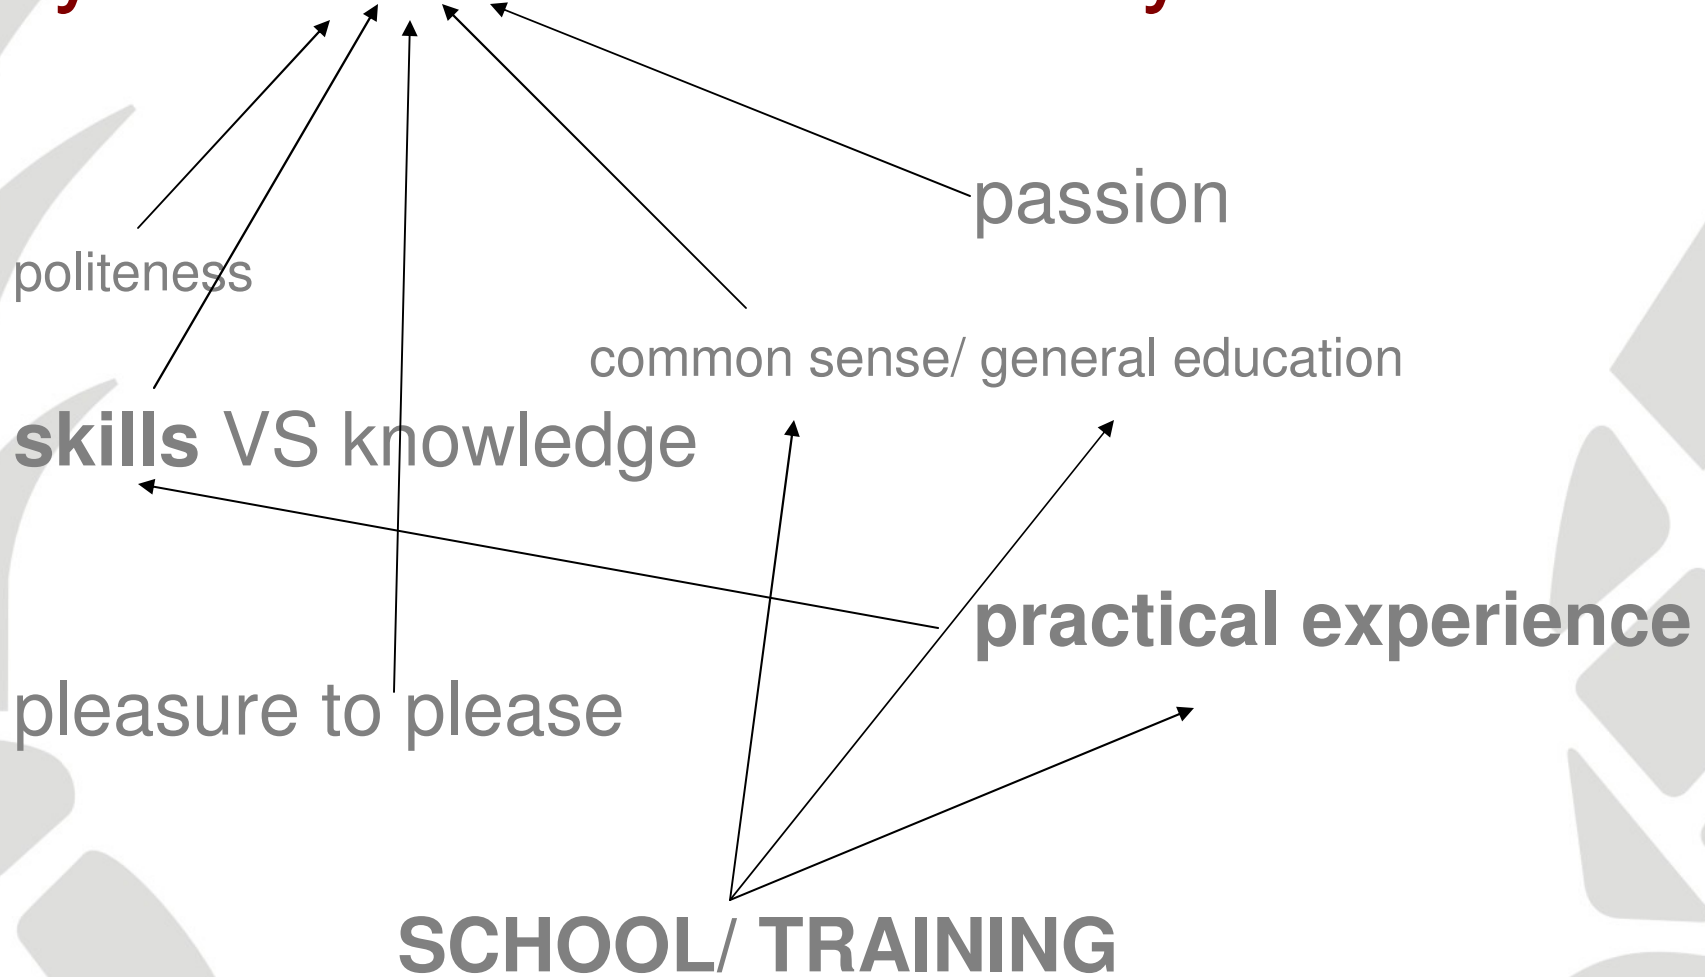 passion
politeness
common sense/ general education
skills VS knowledge
practical experience
pleasure to please
SCHOOL/ TRAINING